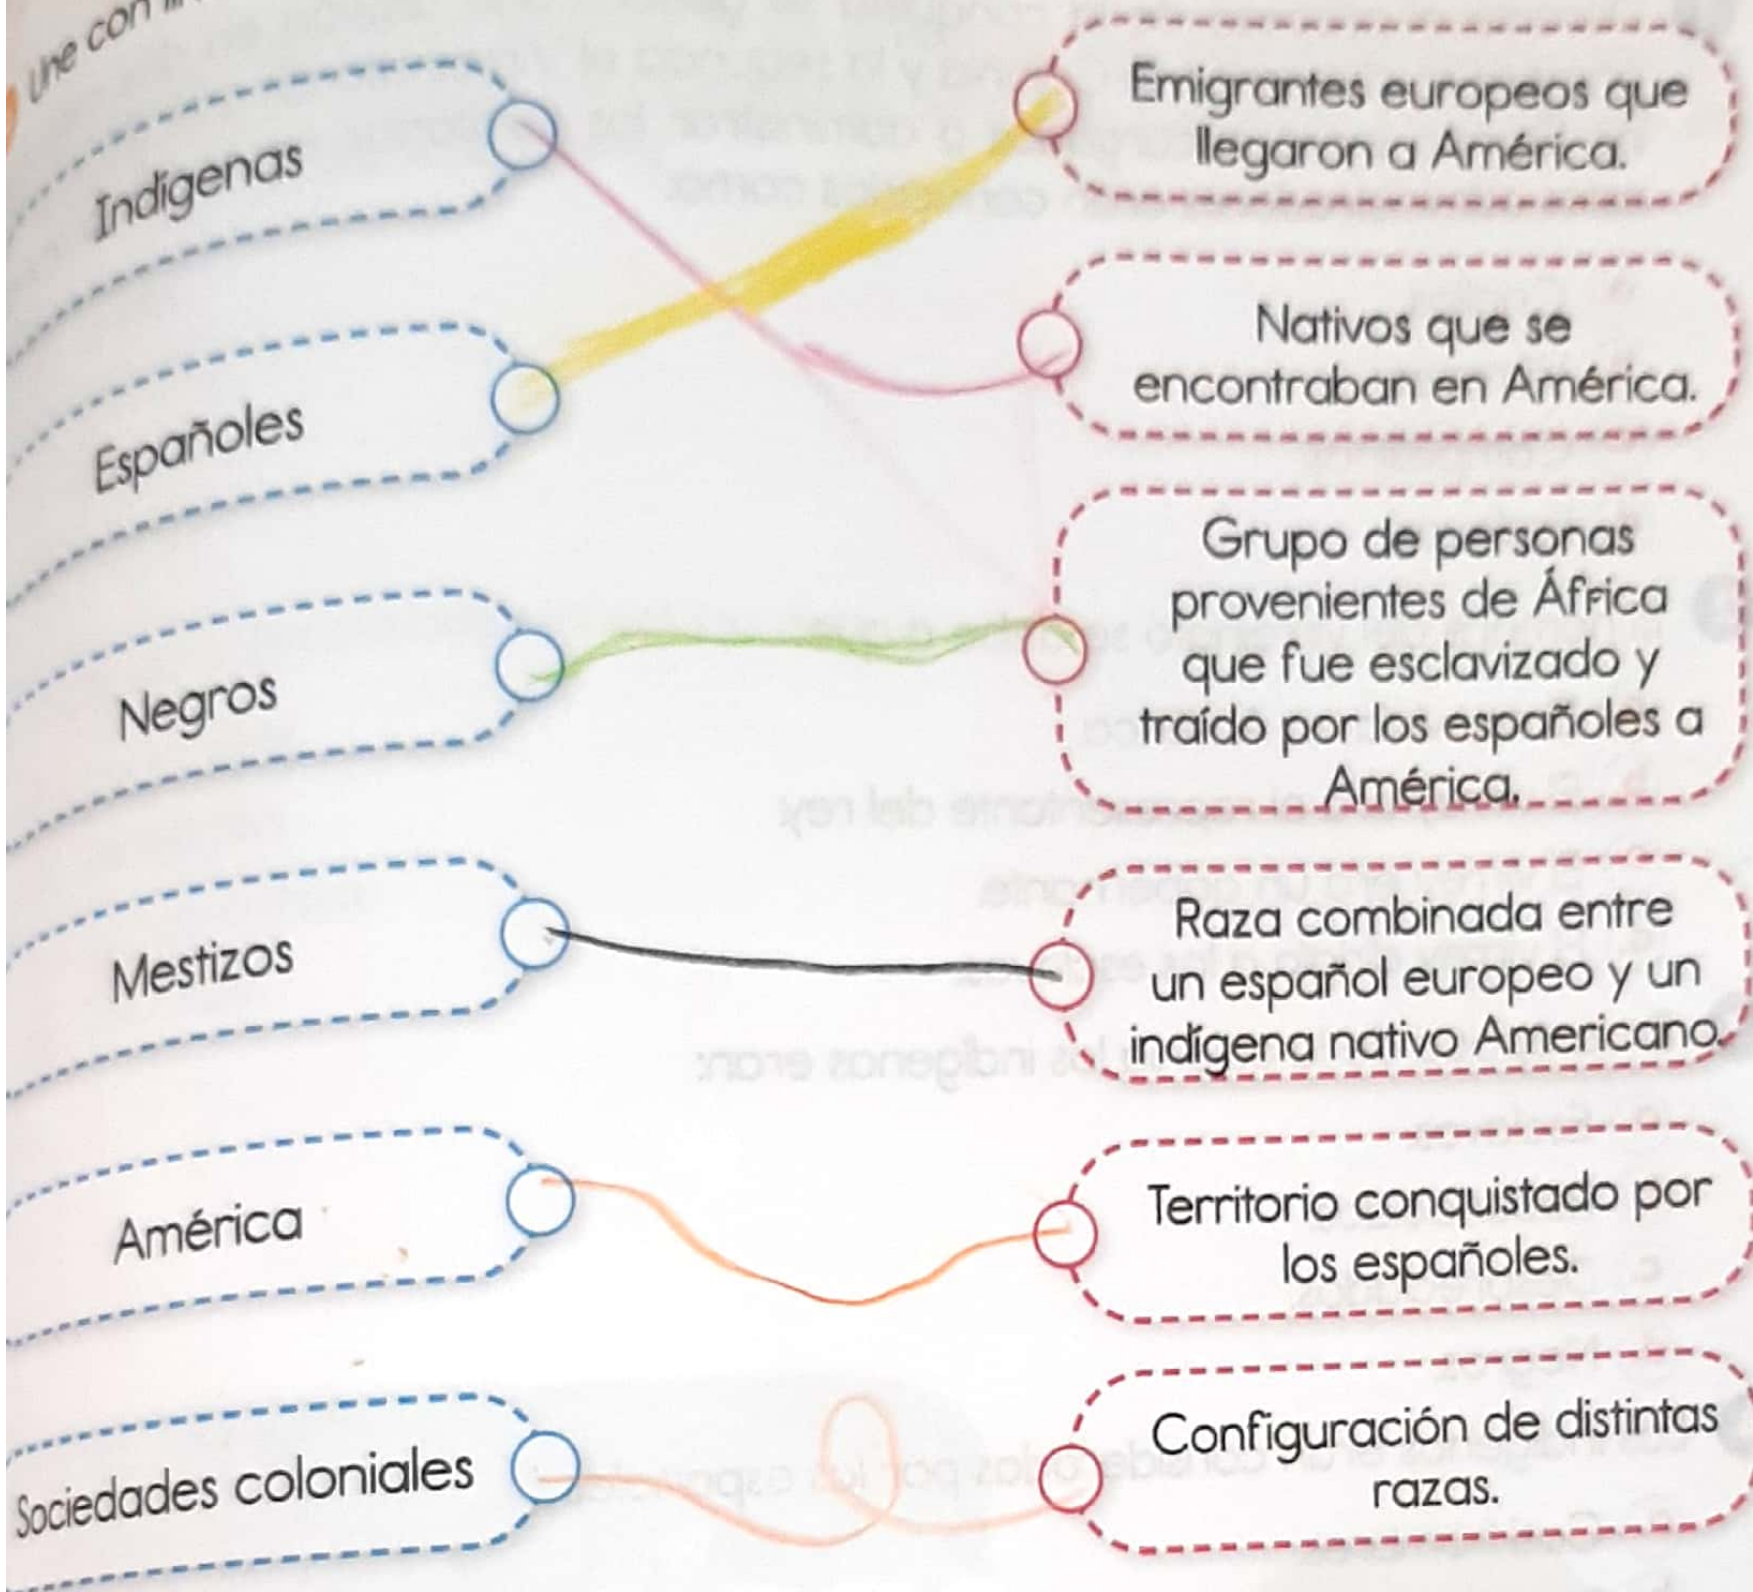 Une con
Indígenas
Emigrantes europeos que
llegaron a América.
Españoles
Nativos que se
encontraban en América.
Negros
Grupo de personas
provenientes de África
que fue esclavizado y
traído por los españoles a
América.
Mestizos
Raza combinada entre
un español europeo y un
indígena nativo Americano.
América
Territorio conquistado por
los españoles.
Sociedades coloniales
Configuración de distintas
razas.